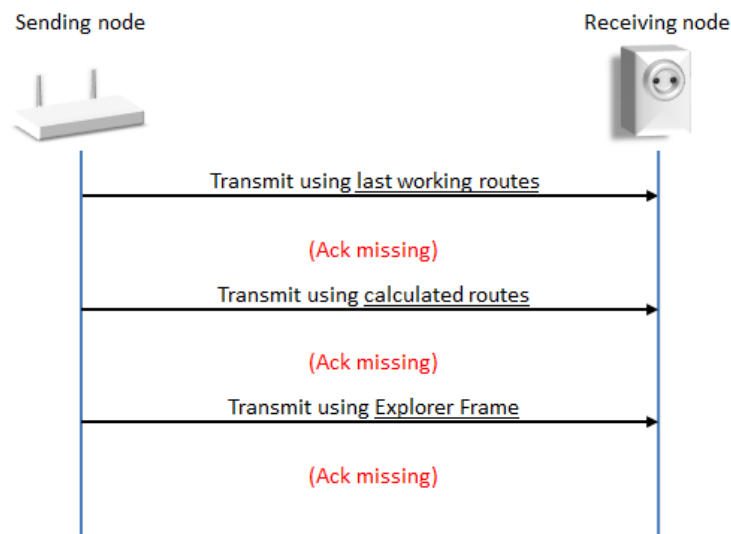 Sending node
Receiving node
Transmit using last working routes
(Ack missing)
Transmit using calculated routes
(Ack missing)
Transmit using Explorer Frame
(Ack missing)